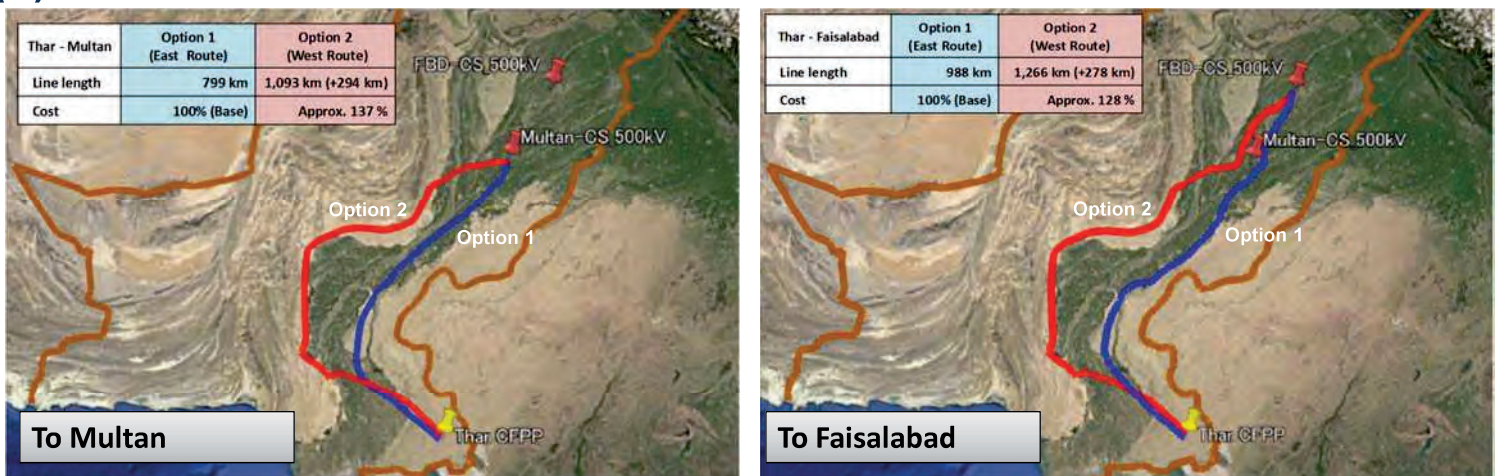 Thar - Multan Option 1 (East Route) Option 2 (West Route)
Line length 799 km 1,093 km (+294 km)
Cost 100% (Base) Approx. 137 %
FBD-CS 500kV
Multan-CS 500kV
Option 2
Option 1
Thar CFPP
To Multan
Thar - Faisalabad Option 1 (East Route) Option 2 (West Route)
Line length 988 km 1,266 km (+278 km)
Cost 100% (Base) Approx. 128 %
FBD-CS 500kV
Multan-CS 500kV
Option 2
Option 1
Thar CFPP
To Faisalabad